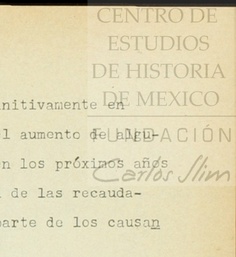 CENTRO DE
ESTUDIOS
DE HISTORIA
DE MEXICO
FUNDACIÓN
Carlos Slim
nitivamente en
l aumento de algu-
n los próximos años
de las recauda-
parte de los causan